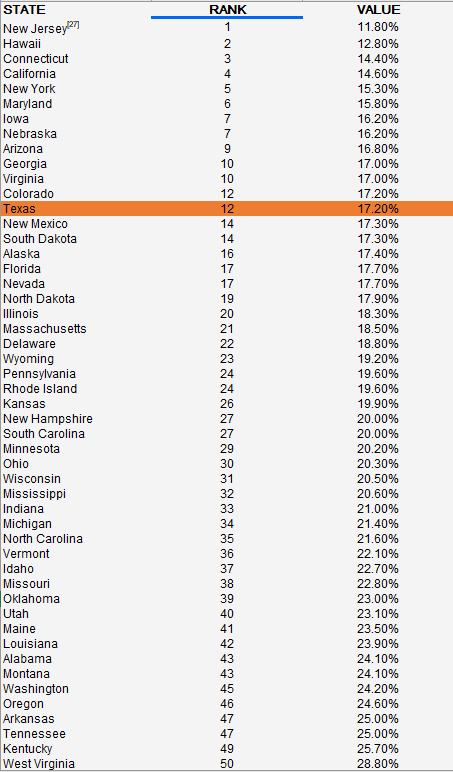 STATE RANK VALUE
New Jersey[27] 1 11.80%
Hawaii 2 12.80%
Connecticut 3 14.40%
California 4 14.60%
New York 5 15.30%
Maryland 6 15.80%
Iowa 7 16.20%
Nebraska 7 16.20%
Arizona 9 16.80%
Georgia 10 17.00%
Virginia 10 17.00%
Colorado 12 17.20%
Texas 12 17.20%
New Mexico 14 17.30%
South Dakota 14 17.30%
Alaska 16 17.40%
Florida 17 17.70%
Nevada 17 17.70%
North Dakota 19 17.90%
Illinois 20 18.30%
Massachusetts 21 18.50%
Delaware 22 18.80%
Wyoming 23 19.20%
Pennsylvania 24 19.60%
Rhode Island 24 19.60%
Kansas 26 19.90%
New Hampshire 27 20.00%
South Carolina 27 20.00%
Minnesota 29 20.20%
Ohio 30 20.30%
Wisconsin 31 20.50%
Mississippi 32 20.60%
Indiana 33 21.00%
Michigan 34 21.40%
North Carolina 35 21.60%
Vermont 36 22.10%
Idaho 37 22.70%
Missouri 38 22.80%
Oklahoma 39 23.00%
Utah 40 23.10%
Maine 41 23.50%
Louisiana 42 23.90%
Alabama 43 24.10%
Montana 43 24.10%
Washington 45 24.20%
Oregon 46 24.60%
Arkansas 47 25.00%
Tennessee 47 25.00%
Kentucky 49 25.70%
West Virginia 50 28.80%